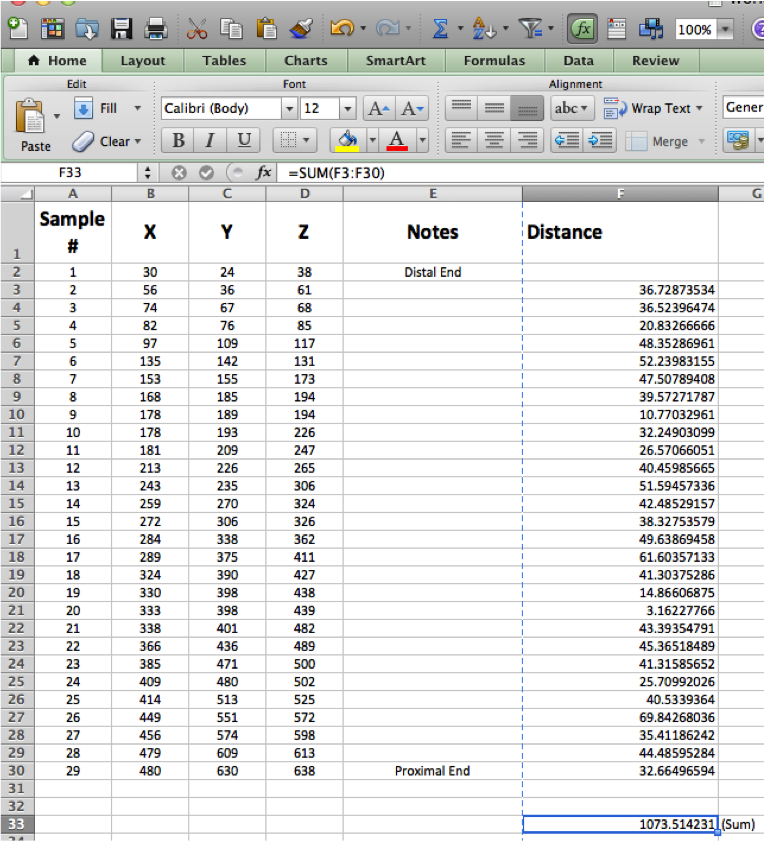 100%
Home Layout Tables Charts SmartArt Formulas Data Review
Edit Font Alignment
Fill Calibri (Body) 12 A A abc Wrap Text Gener
Paste Clear B I U A Merge
F33 fx =SUM(F3:F30)
A B C D E F G
1 Sample # X Y Z Notes Distance
2 1 30 24 38 Distal End
3 2 56 36 61 36.72873534
4 3 74 67 68 36.52396474
5 4 82 76 85 20.83266666
6 5 97 109 117 48.35286961
7 6 135 142 131 52.23983155
8 7 153 155 173 47.50789408
9 8 168 185 194 39.57271787
10 9 178 189 194 10.77032961
11 10 178 193 226 32.24903099
12 11 181 209 247 26.57066051
13 12 213 226 265 40.45985665
14 13 243 235 306 51.59457336
15 14 259 270 324 42.48529157
16 15 272 306 326 38.32753579
17 16 284 338 362 49.63869458
18 17 289 375 411 61.60357133
19 18 324 390 427 41.30375286
20 19 330 398 438 14.86606875
21 20 333 398 439 3.16227766
22 21 338 401 482 43.39354791
23 22 366 436 489 45.36518489
24 23 385 471 500 41.31585652
25 24 409 480 502 25.70992026
26 25 414 513 525 40.5339364
27 26 449 551 572 69.84268036
28 27 456 574 598 35.41186242
29 28 479 609 613 44.48595284
30 29 480 630 638 Proximal End 32.66496594
31
32
33 1073.514231 (Sum)